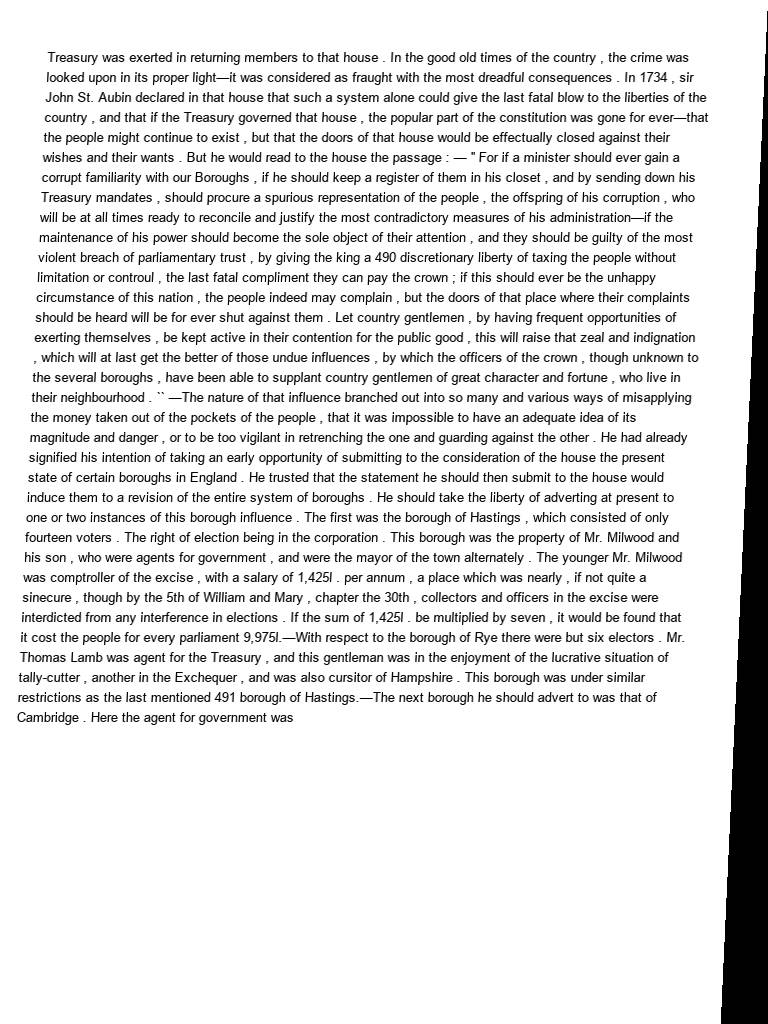 Treasury was exerted in returning members to that house . In the good old times of the country , the crime was
looked upon in its proper light—it was considered as fraught with the most dreadful consequences . In 1734 , sir
John St. Aubin declared in that house that such a system alone could give the last fatal blow to the liberties of the
country , and that if the Treasury governed that house , the popular part of the constitution was gone for ever—that
the people might continue to exist , but that the doors of that house would be effectually closed against their
wishes and their wants . But he would read to the house the passage : — " For if a minister should ever gain a
corrupt familiarity with our Boroughs , if he should keep a register of them in his closet , and by sending down his
Treasury mandates , should procure a spurious representation of the people , the offspring of his corruption , who
will be at all times ready to reconcile and justify the most contradictory measures of his administration—if the
maintenance of his power should become the sole object of their attention , and they should be guilty of the most
violent breach of parliamentary trust , by giving the king a 490 discretionary liberty of taxing the people without
limitation or controul , the last fatal compliment they can pay the crown ; if this should ever be the unhappy
circumstance of this nation , the people indeed may complain , but the doors of that place where their complaints
should be heard will be for ever shut against them . Let country gentlemen , by having frequent opportunities of
exerting themselves , be kept active in their contention for the public good , this will raise that zeal and indignation
, which will at last get the better of those undue influences , by which the officers of the crown , though unknown to
the several boroughs , have been able to supplant country gentlemen of great character and fortune , who live in
their neighbourhood . `` —The nature of that influence branched out into so many and various ways of misapplying
the money taken out of the pockets of the people , that it was impossible to have an adequate idea of its
magnitude and danger , or to be too vigilant in retrenching the one and guarding against the other . He had already
signified his intention of taking an early opportunity of submitting to the consideration of the house the present
state of certain boroughs in England . He trusted that the statement he should then submit to the house would
induce them to a revision of the entire system of boroughs . He should take the liberty of adverting at present to
one or two instances of this borough influence . The first was the borough of Hastings , which consisted of only
fourteen voters . The right of election being in the corporation . This borough was the property of Mr. Milwood and
his son , who were agents for government , and were the mayor of the town alternately . The younger Mr. Milwood
was comptroller of the excise , with a salary of 1,425l . per annum , a place which was nearly , if not quite a
sinecure , though by the 5th of William and Mary , chapter the 30th , collectors and officers in the excise were
interdicted from any interference in elections . If the sum of 1,425l . be multiplied by seven , it would be found that
it cost the people for every parliament 9,975l.—With respect to the borough of Rye there were but six electors . Mr.
Thomas Lamb was agent for the Treasury , and this gentleman was in the enjoyment of the lucrative situation of
tally-cutter , another in the Exchequer , and was also cursitor of Hampshire . This borough was under similar
restrictions as the last mentioned 491 borough of Hastings.—The next borough he should advert to was that of
Cambridge . Here the agent for government was